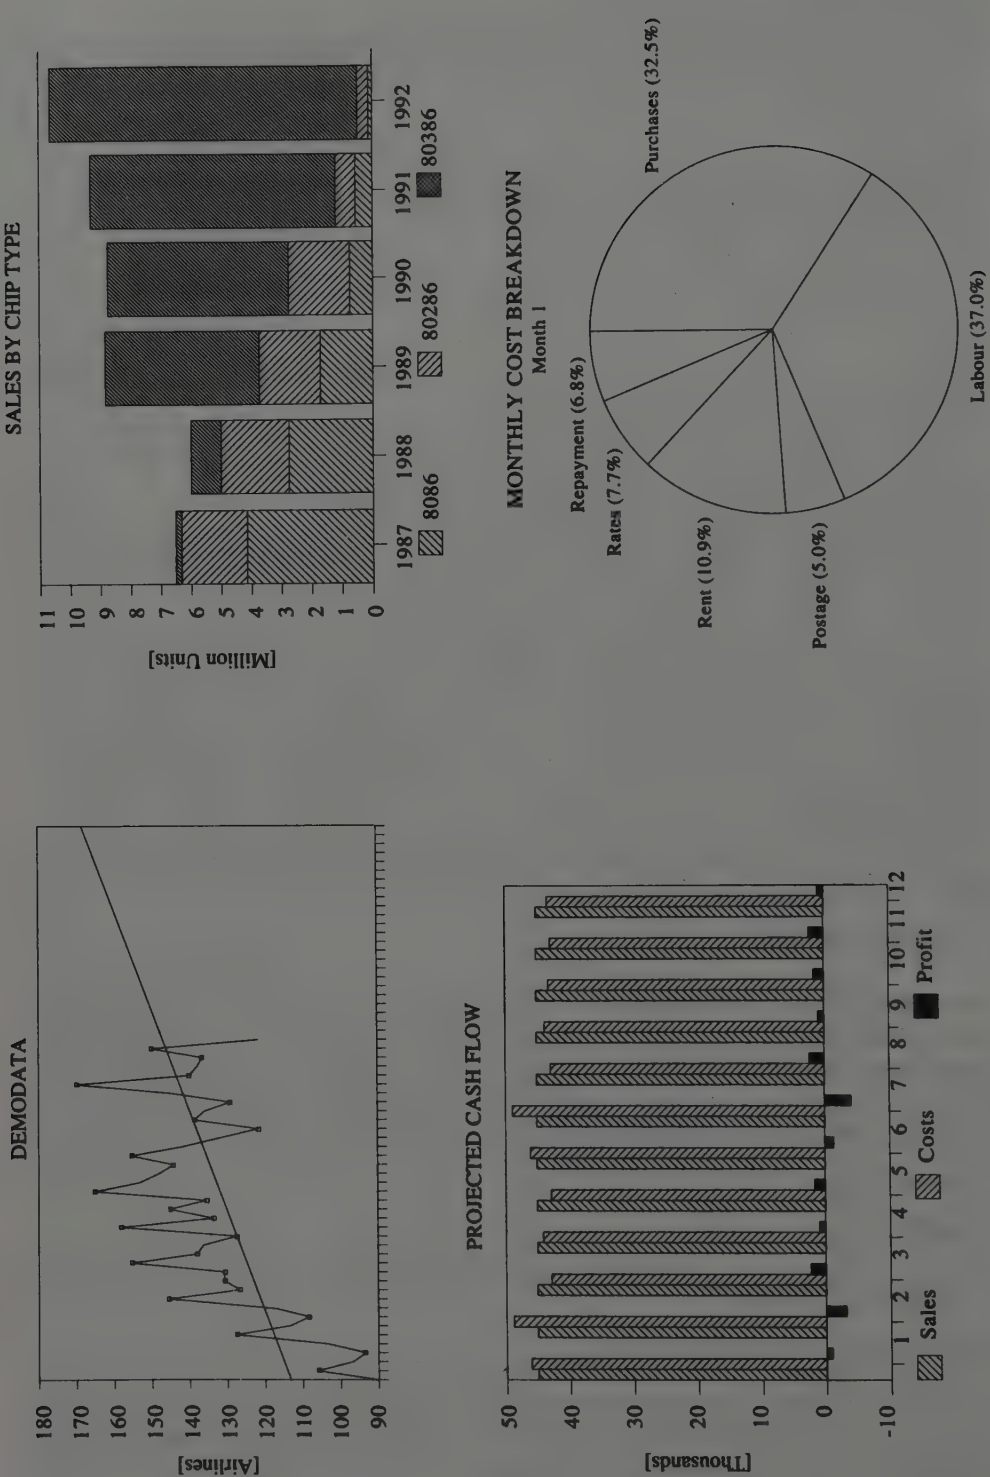 DEMODATA
[Airlines]
180
170
160
150
140
130
120
110
100
90
SALES BY CHIP TYPE
[Million Units]
11
10
9
8
7
6
5
4
3
2
1
0
1987 1988 1989 1990 1991 1992
8086 80286 80386
PROJECTED CASH FLOW
[Thousands]
50
40
30
20
10
0
-10
1 2 3 4 5 6 7 8 9 10 11 12
Sales Costs Profit
MONTHLY COST BREAKDOWN
Month 1
Repayment (6.8%)
Rates (7.7%)
Rent (10.9%)
Postage (5.0%)
Labour (37.0%)
Purchases (32.5%)